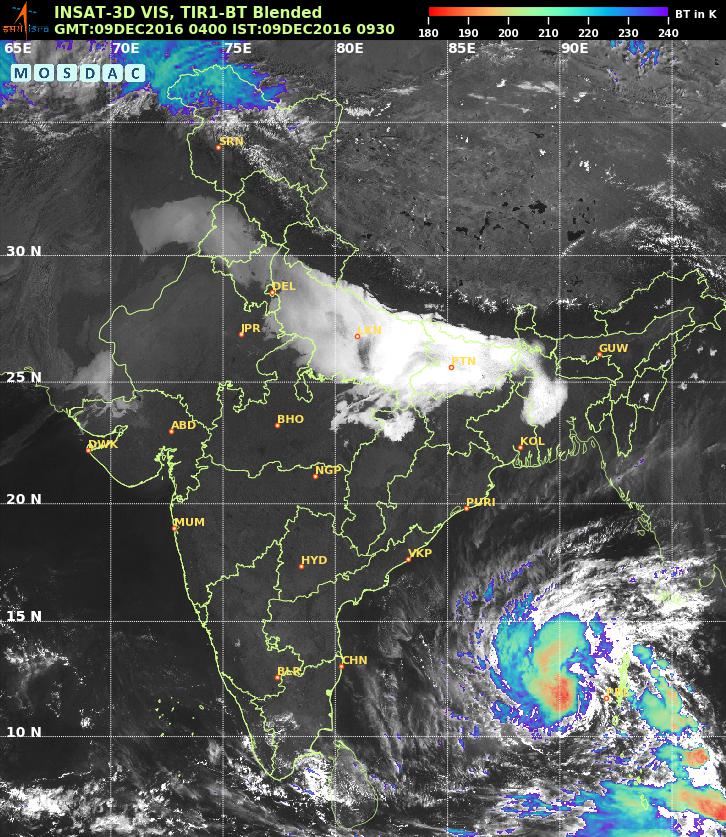 INSAT-3D VIS, TIR1-BT Blended
GMT:09DEC2016 0400 IST:09DEC2016 0930
BT in K
180 190 200 210 220 230 240
65E 70E 75E 80E 85E 90E
MOSDAC
SRN
30 N
DEL
JPR
LKN
PTN
GUW
25 N
ABD
BHO
DWK
KOL
NGP
20 N
PURI
MUM
HYD
VKP
15 N
CHN
BLR
10 N